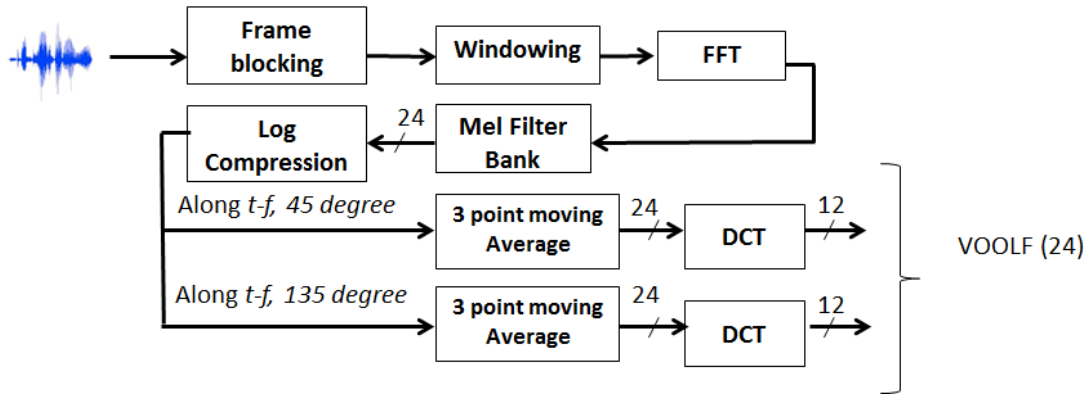 Frame
blocking
Windowing
FFT
Log
Compression
24
Mel Filter
Bank
Along t-f, 45 degree
3 point moving
Average
24
DCT
12
VOOLF (24)
Along t-f, 135 degree
3 point moving
Average
24
DCT
12